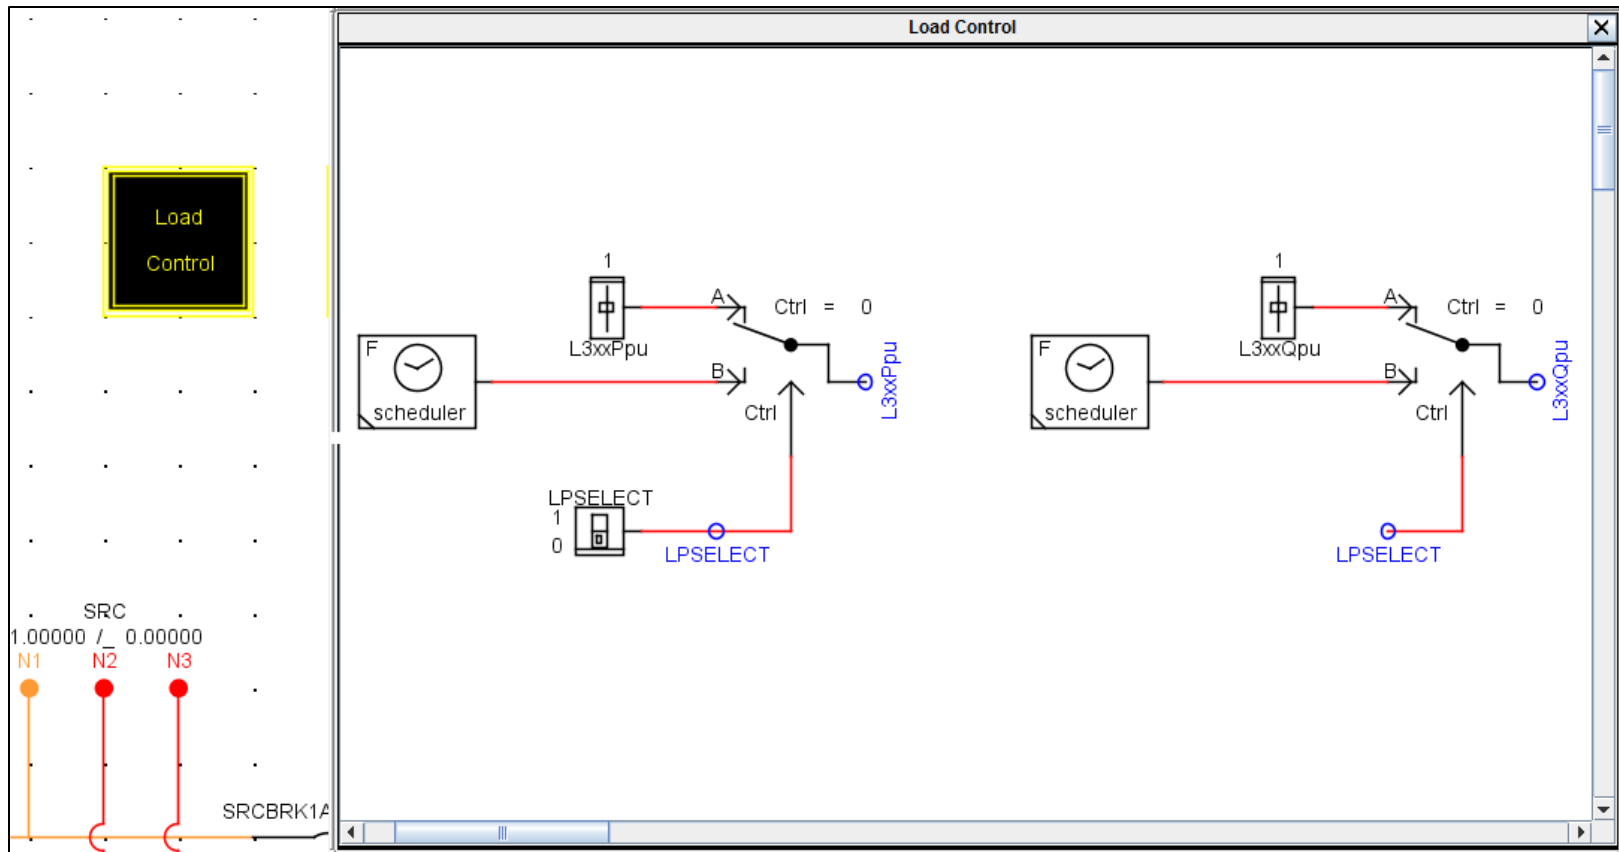 Load Control
Load
Control
1
A
Ctrl = 0
L3xxPpu
F
scheduler
B
Ctrl
L3xxPpu
LPSELECT
1
0
LPSELECT
1
A
Ctrl = 0
L3xxQpu
F
scheduler
B
Ctrl
L3xxQpu
LPSELECT
SRC
1.00000 /_ 0.00000
N1 N2 N3
SRCBRK1A